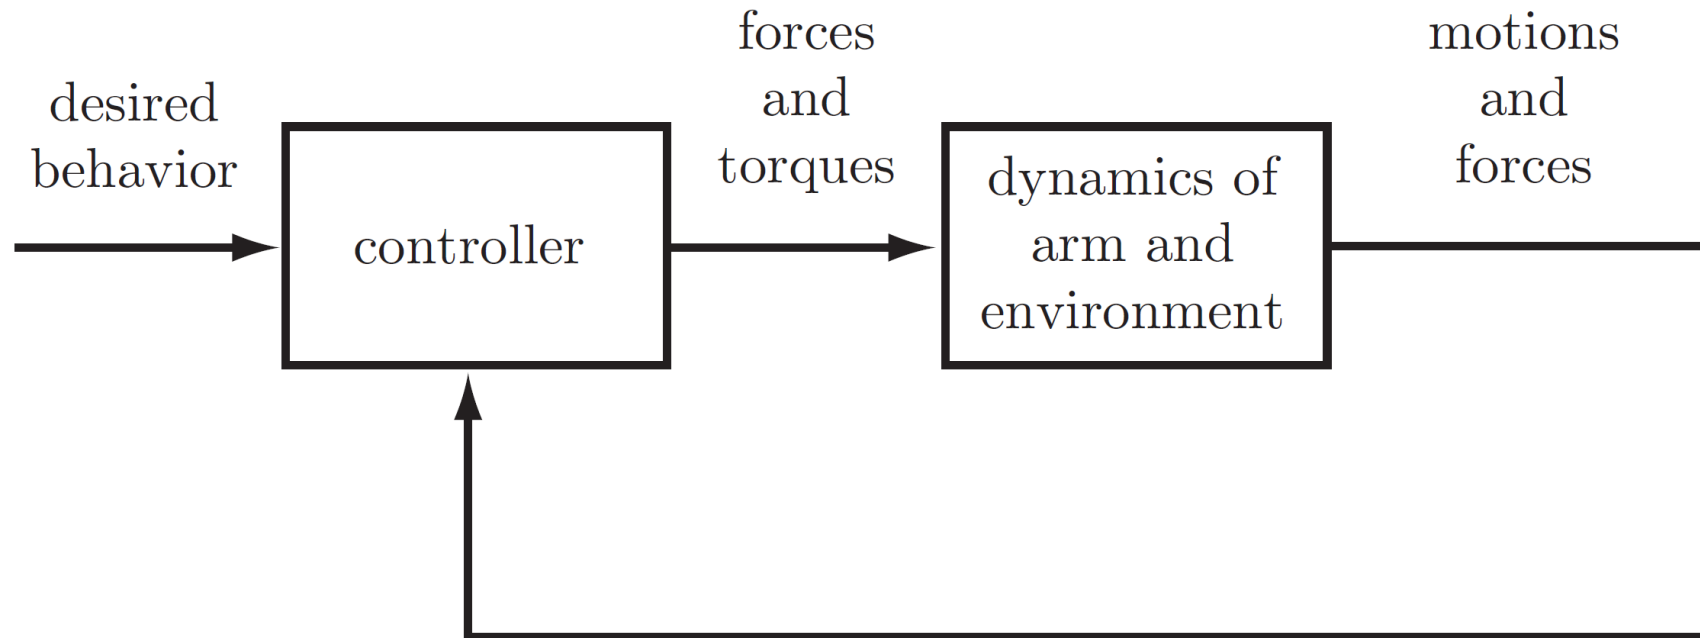 desired
behavior
controller
forces
and
torques
dynamics of
arm and
environment
motions
and
forces